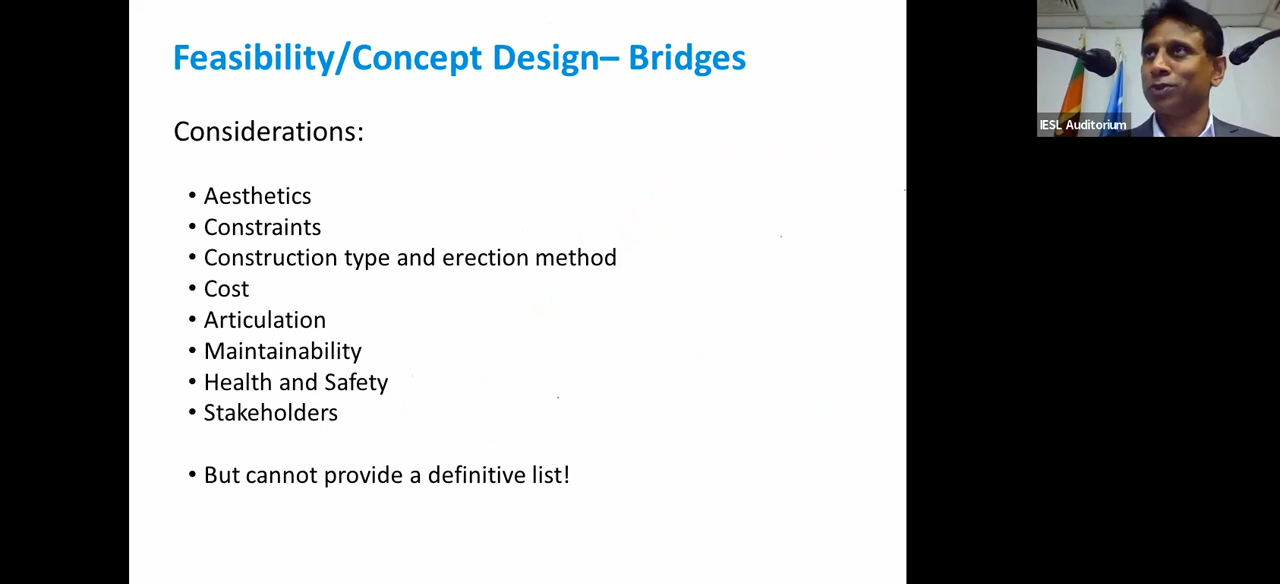 Feasibility/Concept Design– Bridges
Considerations:
• Aesthetics
• Constraints
• Construction type and erection method
• Cost
• Articulation
• Maintainability
• Health and Safety
• Stakeholders
• But cannot provide a definitive list!
IESL Auditorium